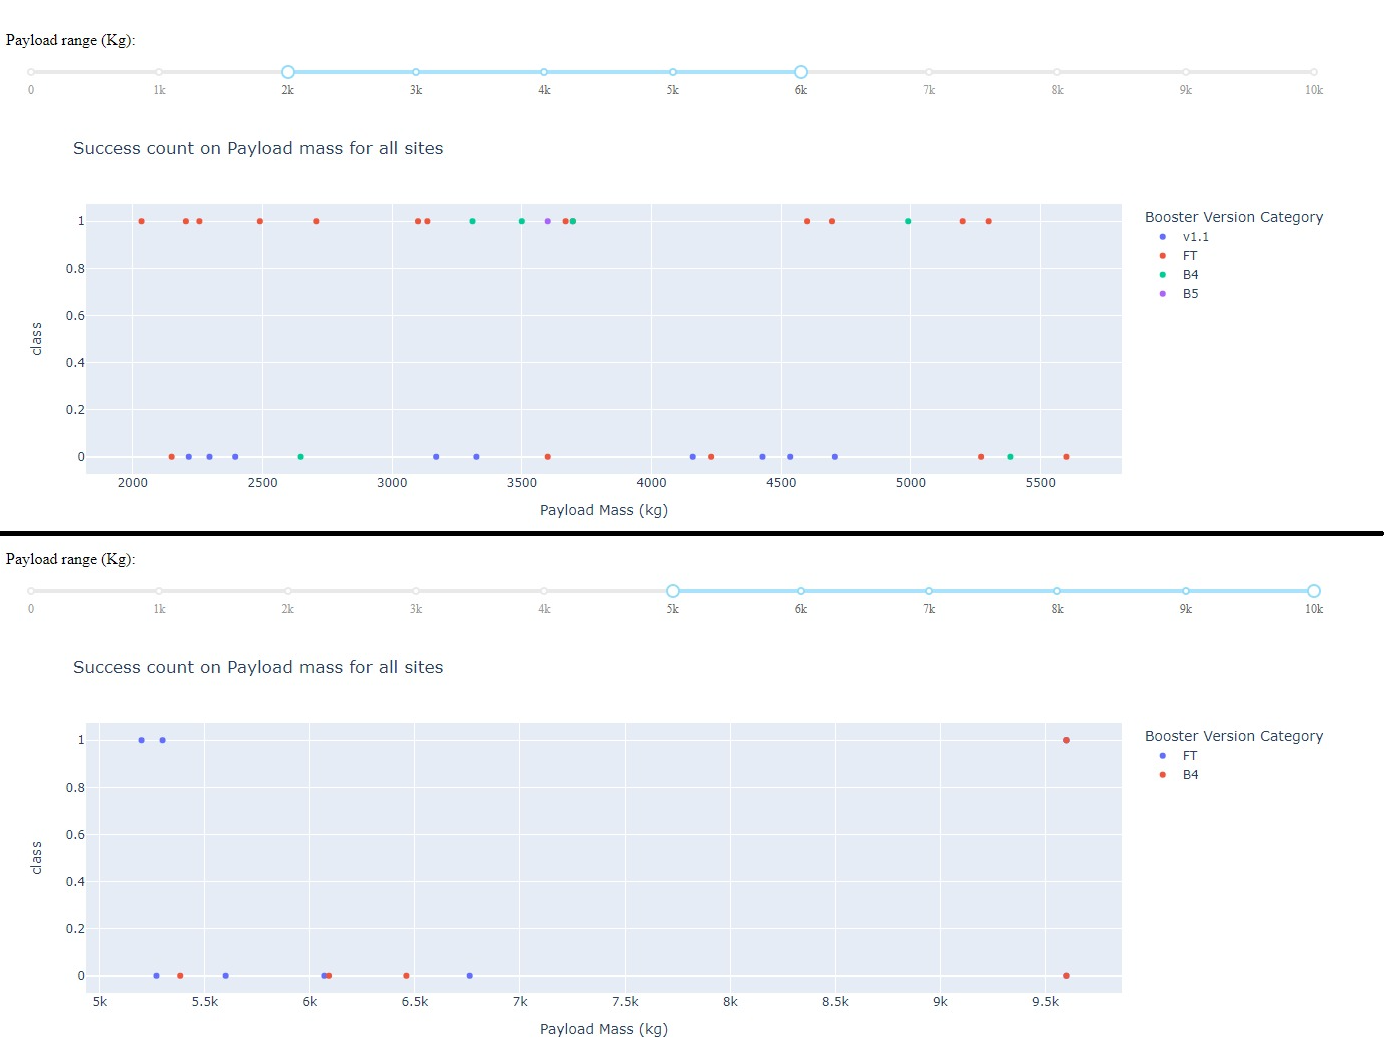 Payload range (Kg):
0 1k 2k 3k 4k 5k 6k 7k 8k 9k 10k
Success count on Payload mass for all sites
1
0.8
0.6
0.4
0.2
0
class
2000 2500 3000 3500 4000 4500 5000 5500
Payload Mass (kg)
Booster Version Category
v1.1
FT
B4
B5
Payload range (Kg):
0 1k 2k 3k 4k 5k 6k 7k 8k 9k 10k
Success count on Payload mass for all sites
1
0.8
0.6
0.4
0.2
0
class
5k 5.5k 6k 6.5k 7k 7.5k 8k 8.5k 9k 9.5k
Payload Mass (kg)
Booster Version Category
FT
B4